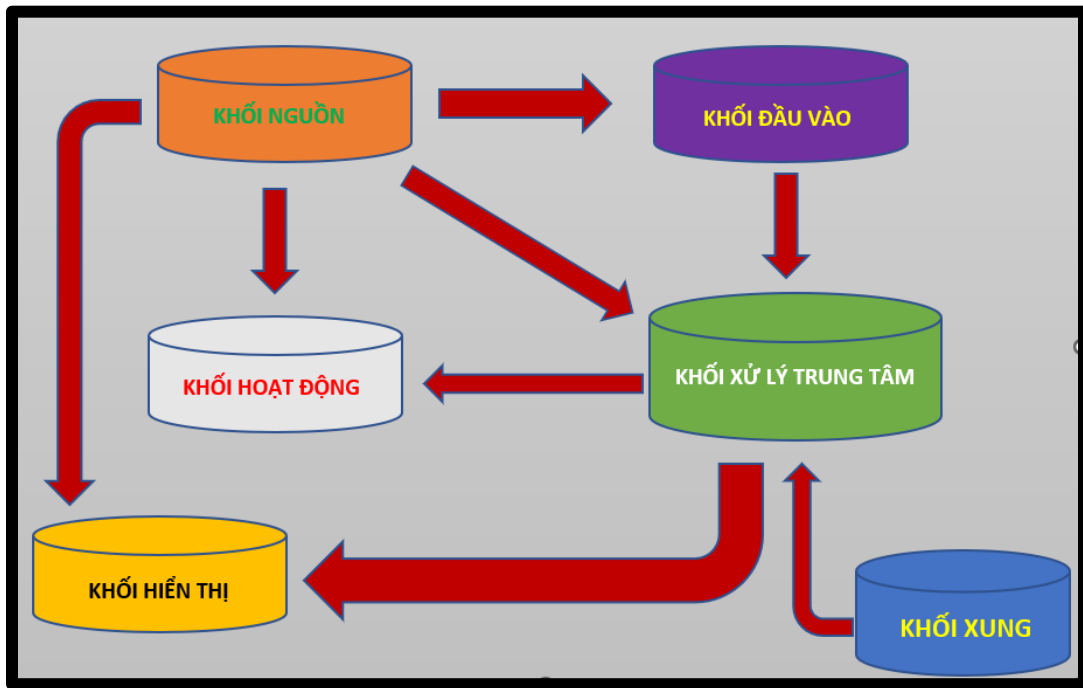 KHỐI NGUỒN
KHỐI ĐẦU VÀO
KHỐI HOẠT ĐỘNG
KHỐI XỬ LÝ TRUNG TÂM
KHỐI HIỂN THỊ
KHỐI XUNG